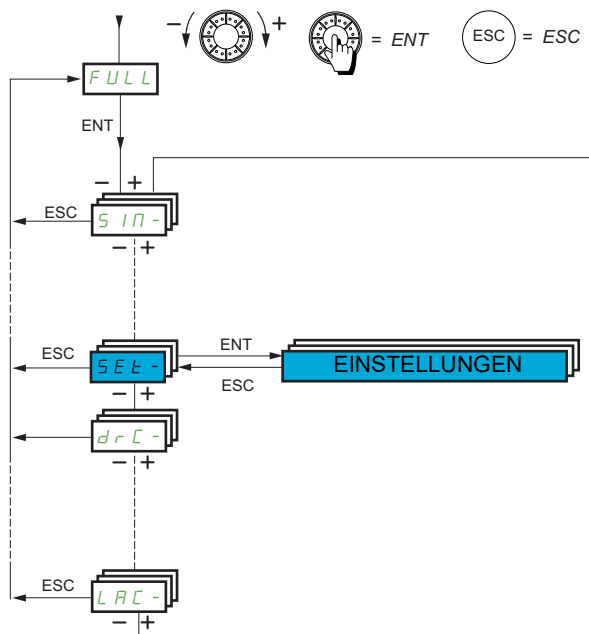 − +
= ENT
ESC = ESC
FULL
ENT
− +
ESC
SIM-
− +
ESC
SEt-
ENT
ESC
EINSTELLUNGEN
− +
drC-
− +
ESC
LAC-
− +